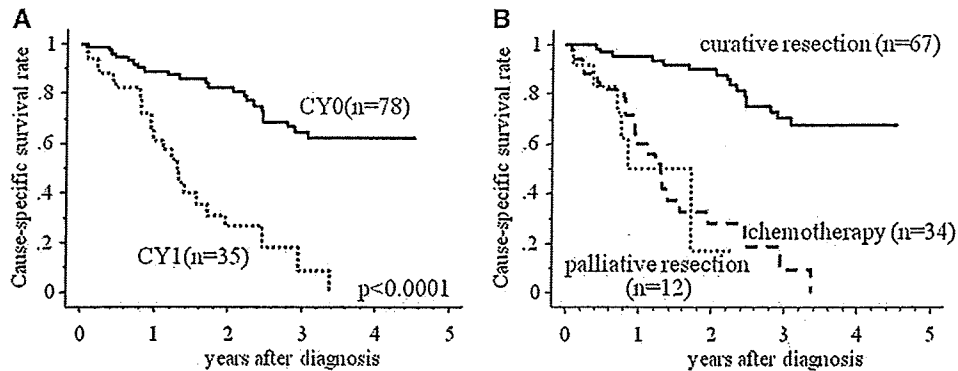 A
Cause-specific survival rate
1
.8
.6
.4
.2
0
CY0(n=78)
CY1(n=35)
p<0.0001
0 1 2 3 4 5
years after diagnosis
B
Cause-specific survival rate
1
.8
.6
.4
.2
0
curative resection (n=67)
chemotherapy (n=34)
palliative resection
(n=12)
0 1 2 3 4 5
years after diagnosis